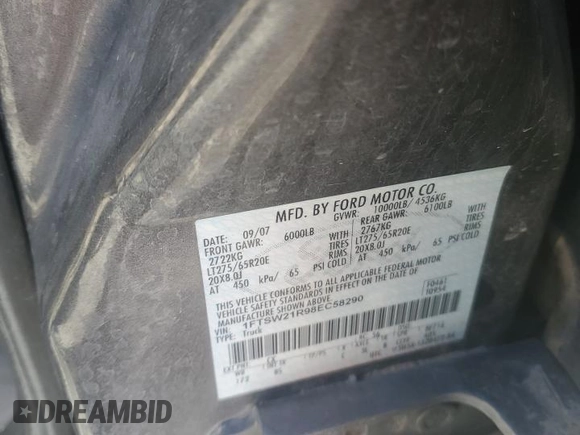 MFD. BY FORD MOTOR CO.
DATE: 09/07 GVWR: 10000LB/ 4536KG
FRONT GAWR: 6000LB REAR GAWR: 6100LB
2722KG WITH 2767KG WITH
LT275/65R20E TIRES LT275/65R20E TIRES
20X8.0J RIMS 20X8.0J RIMS
AT 450 kPa/ 65 PSI COLD AT 450 kPa/ 65 PSI COLD
THIS VEHICLE CONFORMS TO ALL APPLICABLE FEDERAL MOTOR
VEHICLE SAFETY STANDARDS IN EFFECT ON THE DATE OF
MANUFACTURE SHOWN ABOVE.
VIN: 1FTSW21R98EC58290
TYPE: Truck
DREAMBID